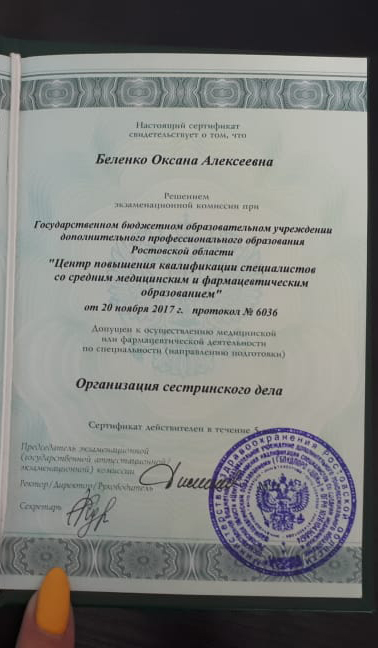 Настоящий сертификат
свидетельствует о том, что
Беленко Оксана Алексеевна
Решением
экзаменационной комиссии при
Государственном бюджетном образовательном учреждении
дополнительного профессионального образования
Ростовской области
"Центр повышения квалификации специалистов
со средним медицинским и фармацевтическим
образованием"
от 20 ноября 2017 г. протокол № 6036
Допущен к осуществлению медицинской
или фармацевтической деятельности
по специальности (направлению подготовки)
Организация сестринского дела
Сертификат действителен в течение 5
Председатель экзаменационной
(государственной аттестационной/
экзаменационной) комиссии
Ректор/Директор/Руководитель
Секретарь